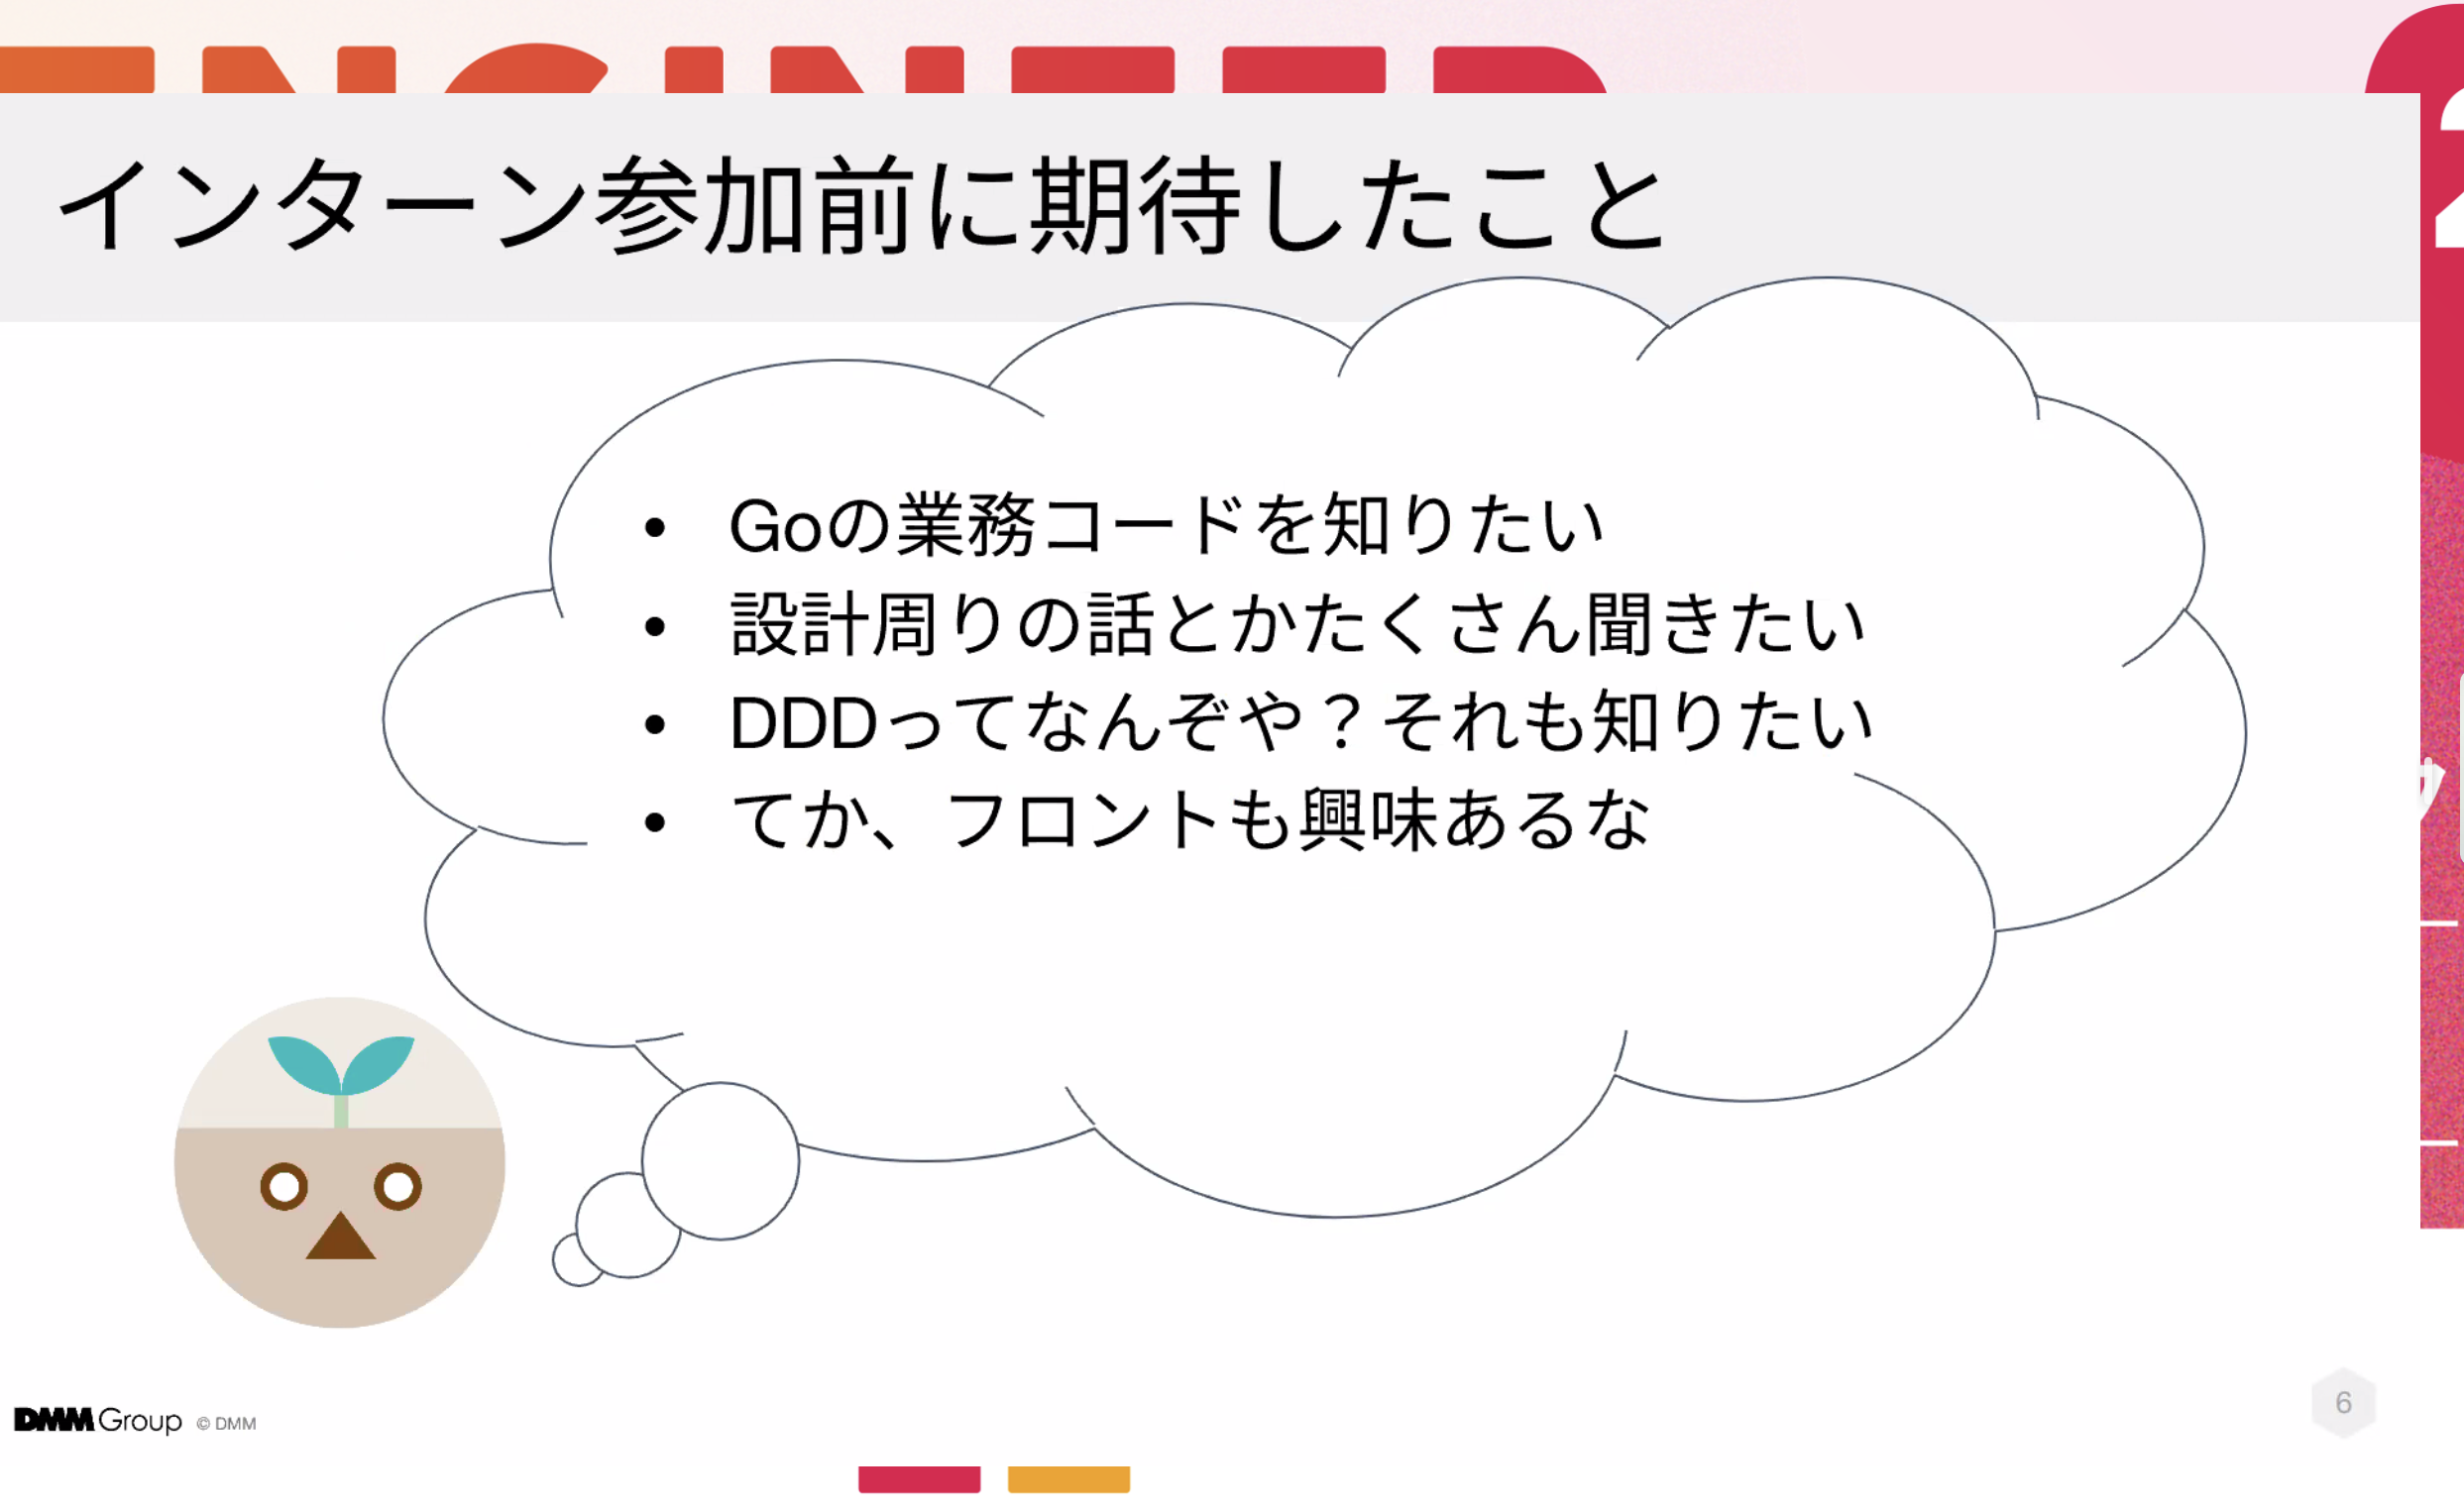 インターン参加前に期待したこと
• Goの業務コードを知りたい
• 設計周りの話とかたくさん聞きたい
• DDDってなんぞや？それも知りたい
• てか、フロントも興味あるな
DMM Group © DMM
6